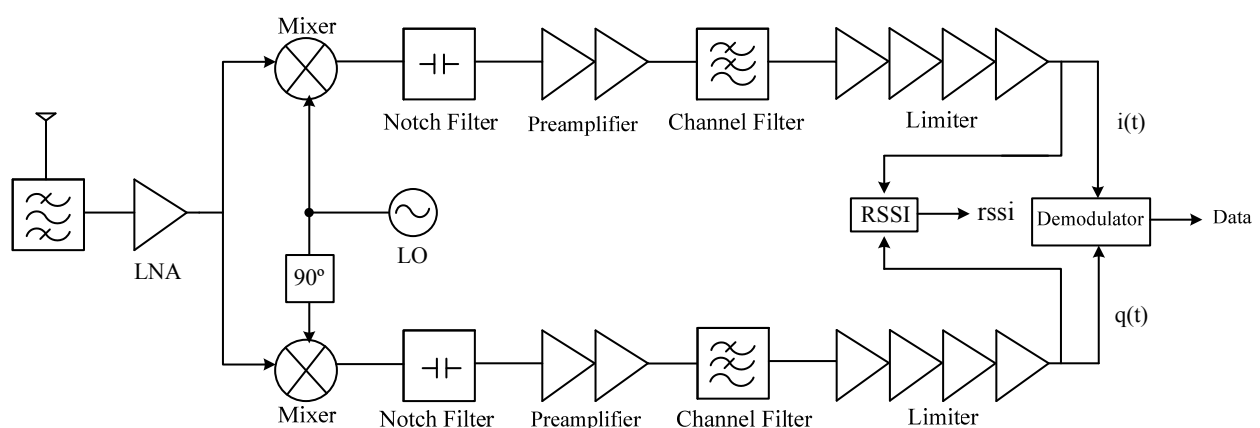 Mixer
Notch Filter
Preamplifier
Channel Filter
Limiter
i(t)
LNA
LO
90º
RSSI
rssi
Demodulator
Data
q(t)
Mixer
Notch Filter
Preamplifier
Channel Filter
Limiter